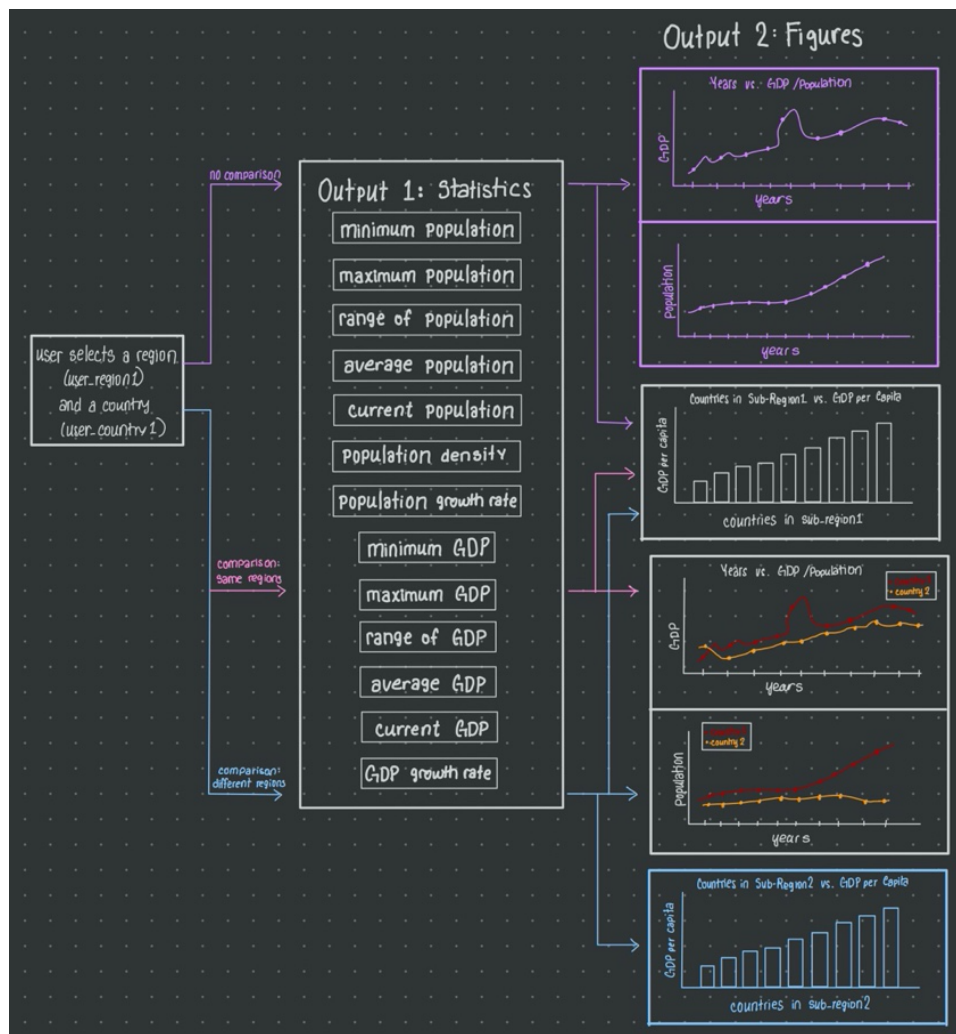 Output 2: Figures
Years vs. GDP/Population
GDP
years
Population
years
no comparison
Output 1: Statistics
minimum population
maximum population
range of population
average population
current population
population density
population growth rate
minimum GDP
maximum GDP
range of GDP
average GDP
current GDP
GDP growth rate
user selects a region
(user_region1)
and a country
(user_country1)
comparison:
same regions
comparison:
different regions
Countries in Sub-Region1 vs. GDP per Capita
GDP per capita
countries in sub-region1
Years vs. GDP/Population
• country 2
GDP
years
• country 2
Population
years
Countries in Sub-Region2 vs. GDP per Capita
GDP per capita
countries in sub-region2